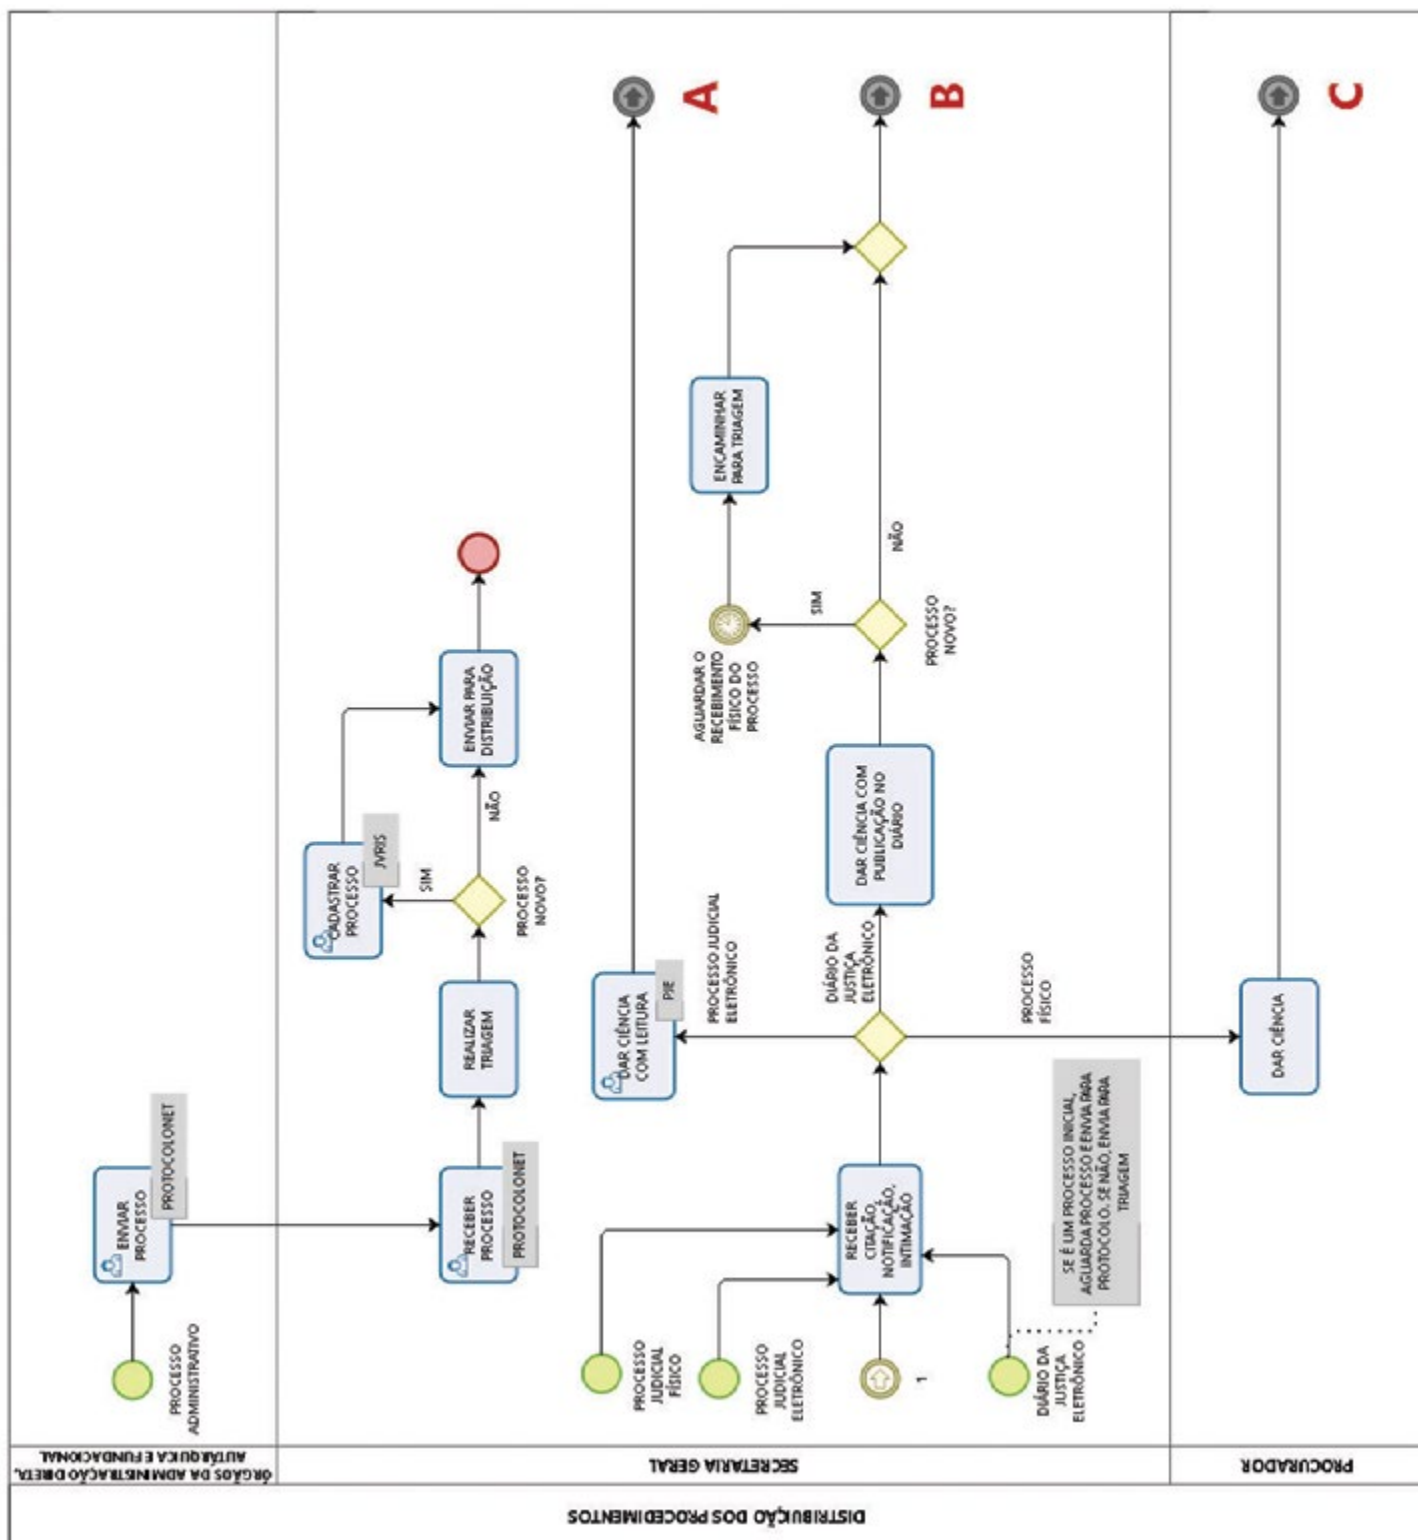 DISTRIBUIÇÃO DOS PROCEDIMENTOS
ÓRGÃOS DA ADMINISTRAÇÃO DIRETA,
AUTÁRQUICA E FUNDACIONAL
PROCESSO
ADMINISTRATIVO
ENVIAR
PROCESSO
PROTOCOLONET
SECRETARIA GERAL
RECEBER
PROCESSO
PROTOCOLONET
REALIZAR
TRIAGEM
PROCESSO
NOVO?
SIM
CADASTRAR
PROCESSO
JVRIS
NÃO
ENVIAR PARA
DISTRIBUIÇÃO
PROCESSO
JUDICIAL
FÍSICO
PROCESSO
JUDICIAL
ELETRÔNICO
1
DIÁRIO DA
JUSTIÇA
ELETRÔNICO
RECEBER
CITAÇÃO,
NOTIFICAÇÃO,
INTIMAÇÃO
SE É UM PROCESSO INICIAL,
AGUARDA PROCESSO E ENVIA PARA
PROTOCOLO. SE NÃO, ENVIA PARA
TRIAGEM
PROCESSO JUDICIAL
ELETRÔNICO
DAR CIÊNCIA
COM LEITURA
PJE
A
DIÁRIO DA
JUSTIÇA
ELETRÔNICO
DAR CIÊNCIA COM
PUBLICAÇÃO NO
DIÁRIO
PROCESSO
NOVO?
SIM
AGUARDAR O
RECEBIMENTO
FÍSICO DO
PROCESSO
ENCAMINHAR
PARA TRIAGEM
NÃO
B
PROCESSO
FÍSICO
PROCURADOR
DAR CIÊNCIA
C